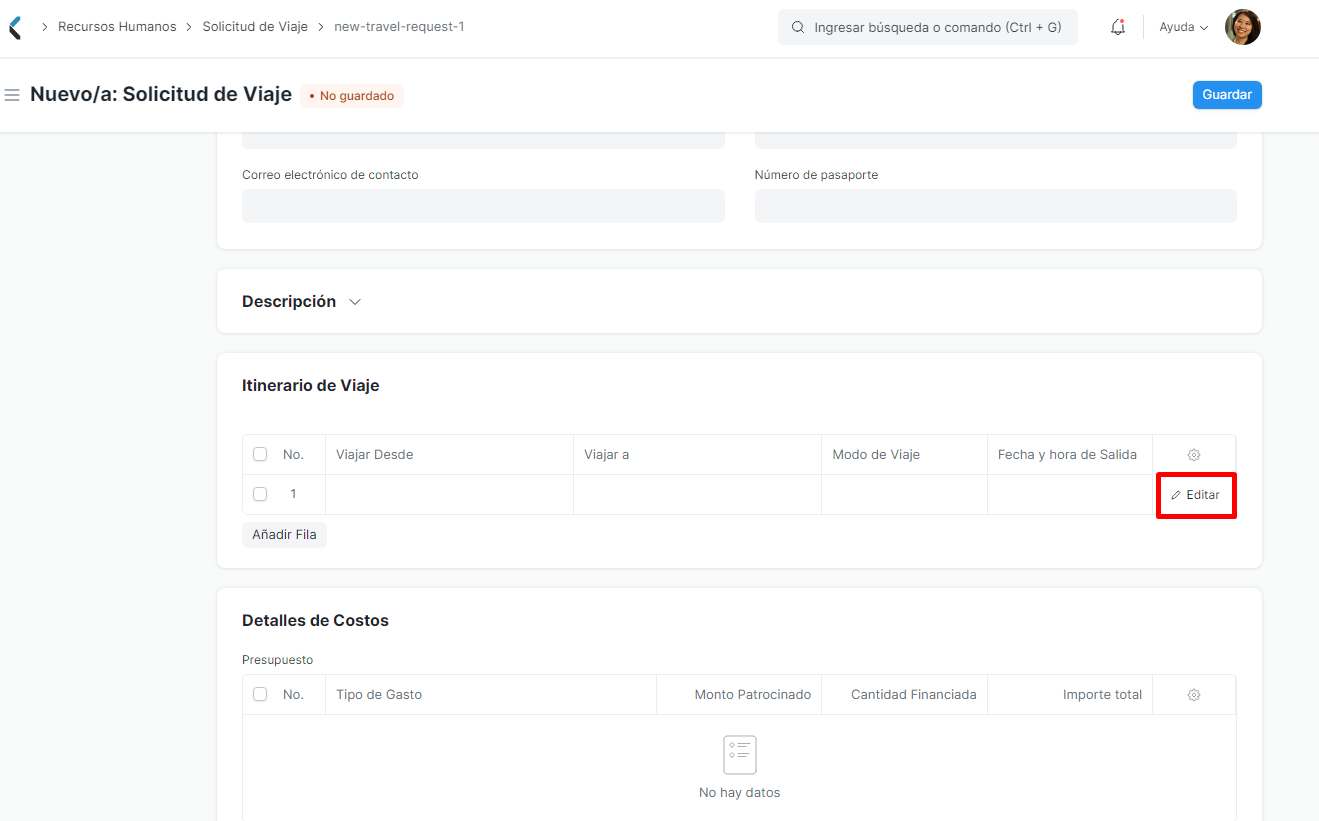 Recursos Humanos > Solicitud de Viaje > new-travel-request-1
Ingresar búsqueda o comando (Ctrl + G)
Ayuda
Nuevo/a: Solicitud de Viaje
• No guardado
Guardar
Correo electrónico de contacto
Número de pasaporte
Descripción
Itinerario de Viaje
No. Viajar Desde Viajar a Modo de Viaje Fecha y hora de Salida
1 Editar
Añadir Fila
Detalles de Costos
Presupuesto
No. Tipo de Gasto Monto Patrocinado Cantidad Financiada Importe total
No hay datos